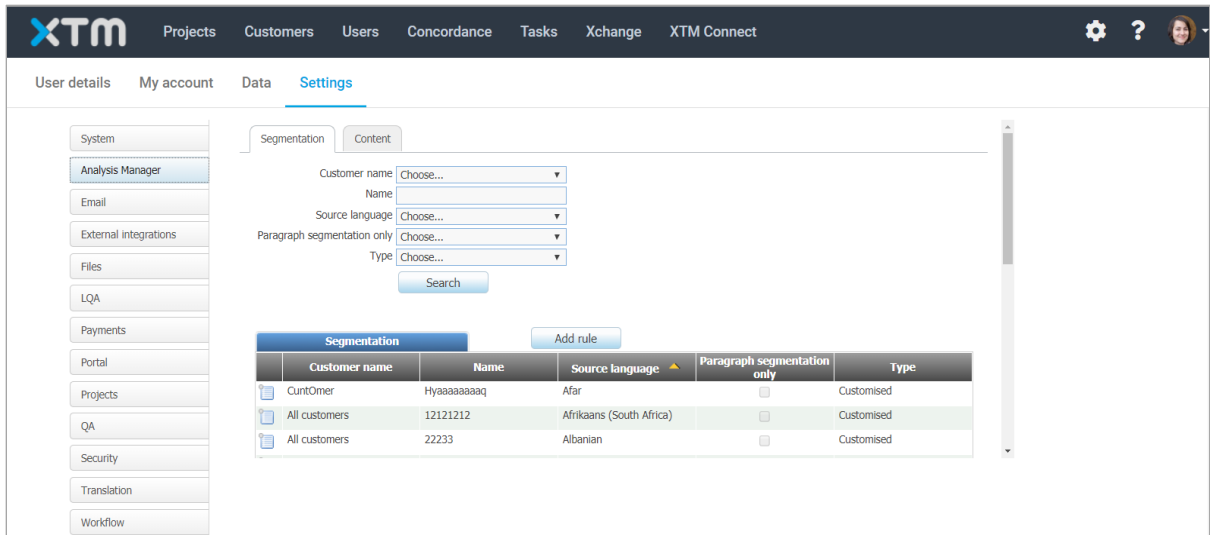 XTM Projects Customers Users Concordance Tasks Xchange XTM Connect ?
User details My account Data Settings
System
Analysis Manager
Email
External integrations
Files
LQA
Payments
Portal
Projects
QA
Security
Translation
Workflow
Segmentation Content
Customer name Choose...
Name
Source language Choose...
Paragraph segmentation only Choose...
Type Choose...
Search
Segmentation Add rule
Customer name Name Source language Paragraph segmentation only Type
CuntOmer Hyaaaaaaaq Afar Customised
All customers 12121212 Afrikaans (South Africa) Customised
All customers 22233 Albanian Customised